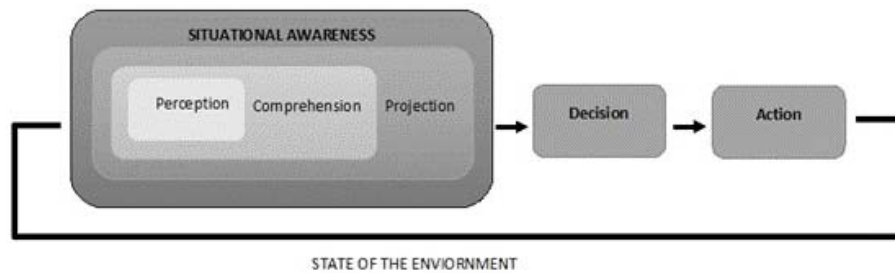 SITUATIONAL AWARENESS
Perception
Comprehension
Projection
Decision
Action
STATE OF THE ENVIORNMENT